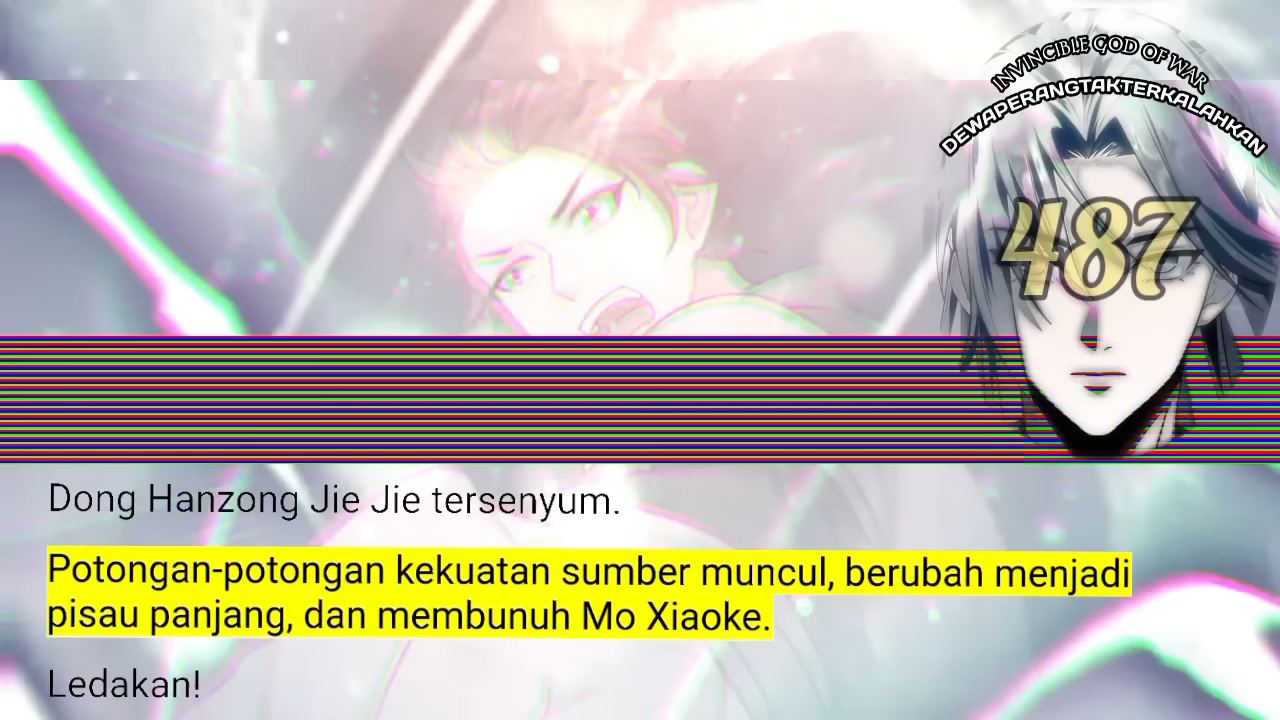 INVINCIBLE GOD OF WAR
DEWAPERANGTAKTERKALAHKAN
487
Dong Hanzong Jie Jie tersenyum.
Potongan-potongan kekuatan sumber muncul, berubah menjadi
pisau panjang, dan membunuh Mo Xiaoke.
Ledakan!